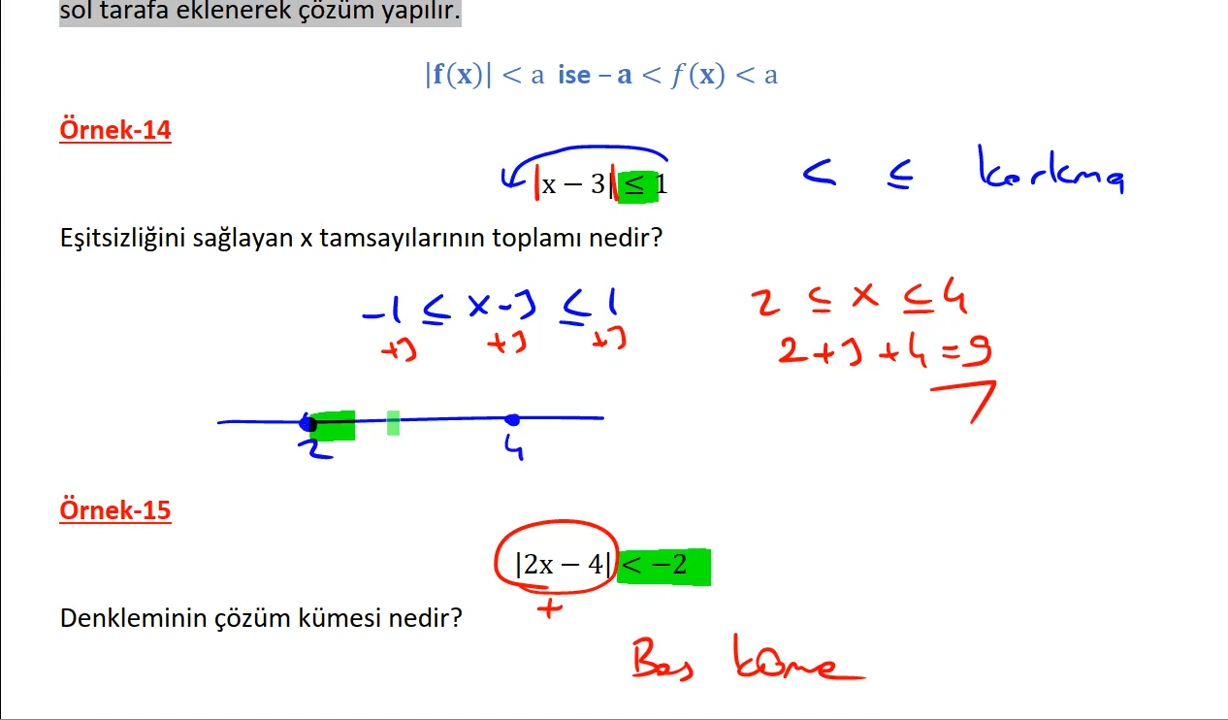 sol tarafa eklenerek çözüm yapılır.
|f(x)| < a ise – a < f(x) < a
Örnek-14
|x − 3| ≤ 1
< ≤ korkma
Eşitsizliğini sağlayan x tamsayılarının toplamı nedir?
-1 ≤ x-3 ≤ 1
+3 +3 +3
2 ≤ x ≤ 4
2+3+4=9
2 4
Örnek-15
|2x − 4| < −2
+
Denkleminin çözüm kümesi nedir?
Boş küme